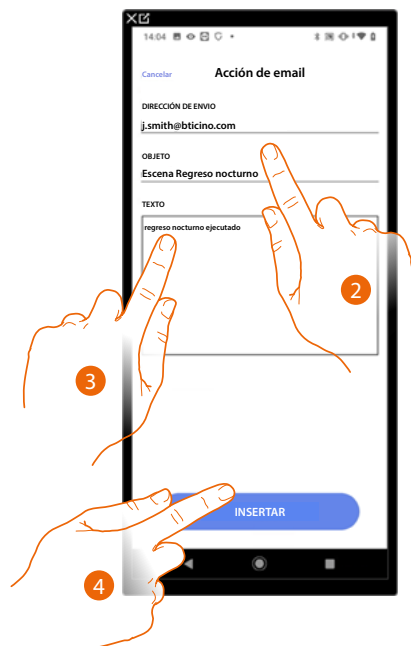 14:04
Cancelar Acción de email
DIRECCIÓN DE ENVIO
j.smith@bticino.com
OBJETO
Escena Regreso nocturno
TEXTO
regreso nocturno ejecutado
2
3
INSERTAR
4